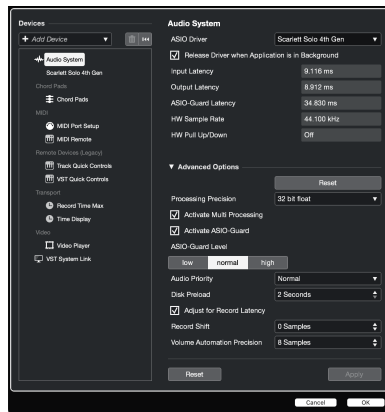 Devices
+ Add Device
Audio System
Scarlett Solo 4th Gen
Chord Pads
Chord Pads
MIDI
MIDI Port Setup
MIDI Remote
Remote Devices (Legacy)
Track Quick Controls
VST Quick Controls
Transport
Record Time Max
Time Display
Video
Video Player
VST System Link
Audio System
ASIO Driver Scarlett Solo 4th Gen
Release Driver when Application is in Background
Input Latency 9.116 ms
Output Latency 8.912 ms
ASIO-Guard Latency 34.830 ms
HW Sample Rate 44.100 kHz
HW Pull Up/Down Off
Advanced Options
Reset
Processing Precision 32 bit float
Activate Multi Processing
Activate ASIO-Guard
ASIO-Guard Level
low normal high
Audio Priority Normal
Disk Preload 2 Seconds
Adjust for Record Latency
Record Shift 0 Samples
Volume Automation Precision 8 Samples
Reset Apply
Cancel OK